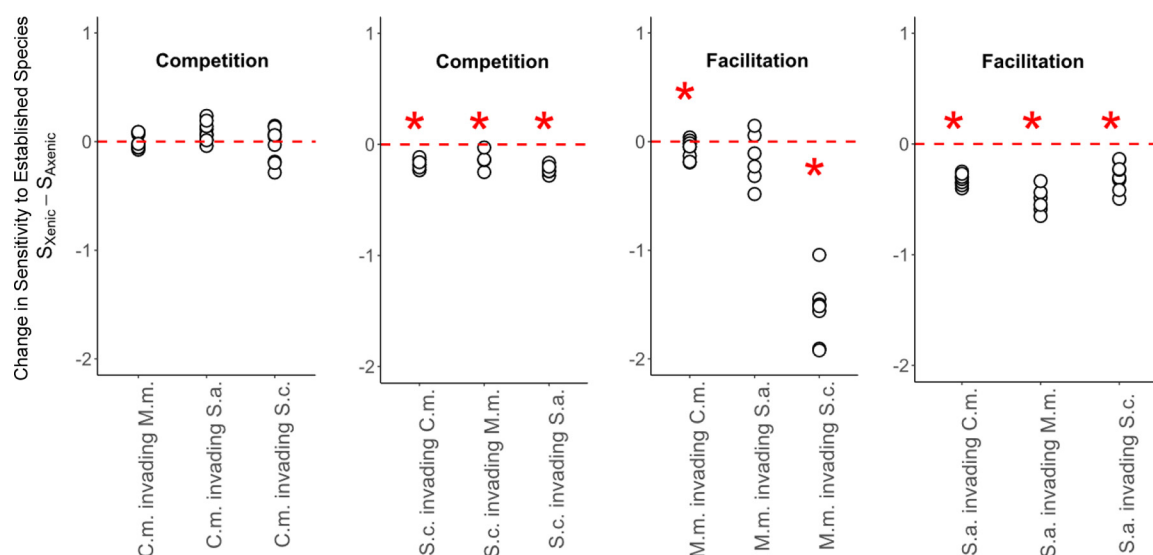 Change in Sensitivity to Established Species
S_Xenic – S_Axenic
1
0
-1
-2
Competition
*
C.m. invading M.m.
C.m. invading S.a.
C.m. invading S.c.
1
0
-1
-2
Competition
* * *
S.c. invading C.m.
S.c. invading M.m.
S.c. invading S.a.
1
0
-1
-2
Facilitation
*
*
M.m. invading C.m.
M.m. invading S.a.
M.m. invading S.c.
1
0
-1
-2
Facilitation
* * *
S.a. invading C.m.
S.a. invading M.m.
S.a. invading S.c.